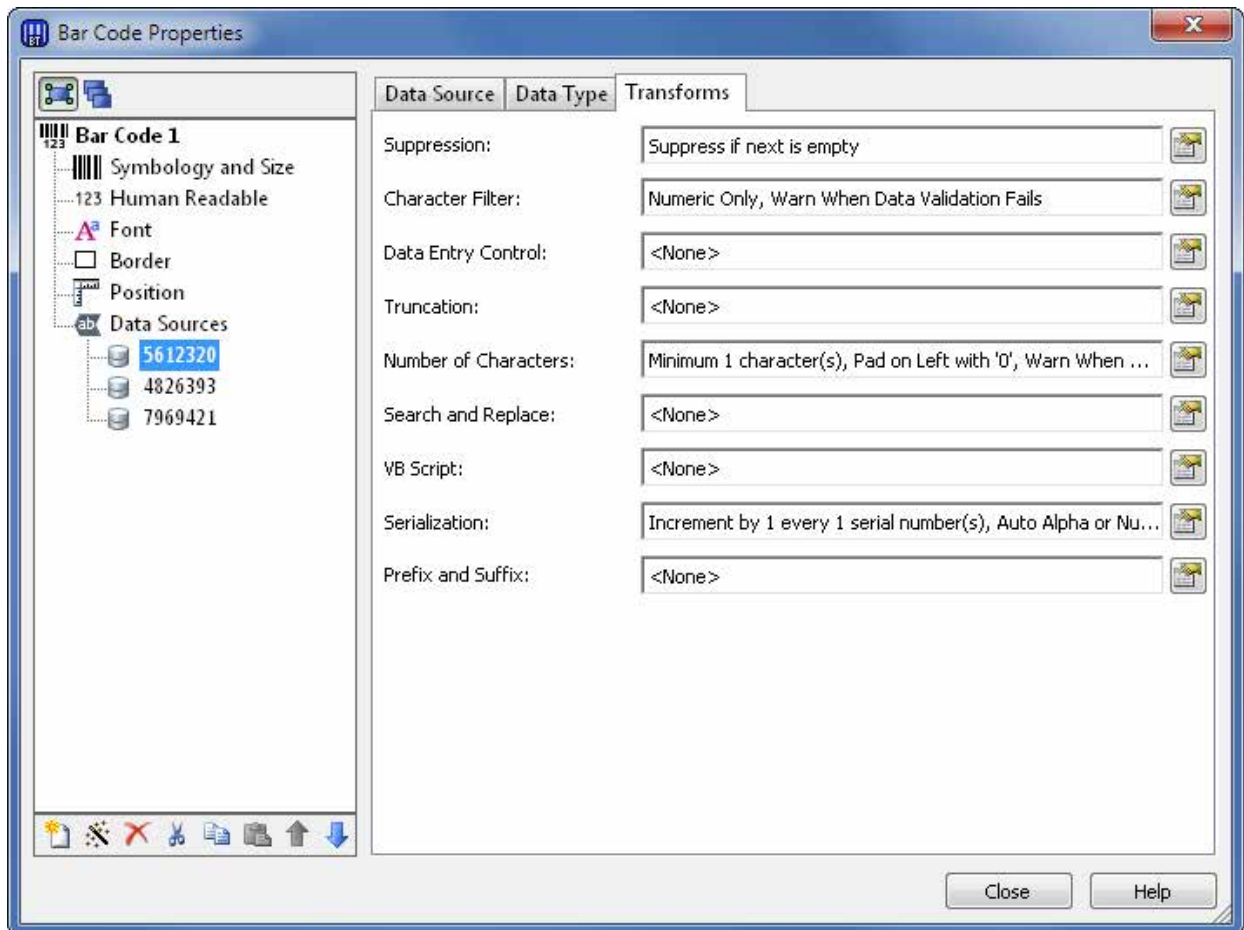 Bar Code Properties
Data Source Data Type Transforms
Bar Code 1
Symbology and Size
123 Human Readable
Font
Border
Position
Data Sources
5612320
4826393
7969421
Suppression: Suppress if next is empty
Character Filter: Numeric Only, Warn When Data Validation Fails
Data Entry Control: <None>
Truncation: <None>
Number of Characters: Minimum 1 character(s), Pad on Left with '0', Warn When ...
Search and Replace: <None>
VB Script: <None>
Serialization: Increment by 1 every 1 serial number(s), Auto Alpha or Nu...
Prefix and Suffix: <None>
Close Help